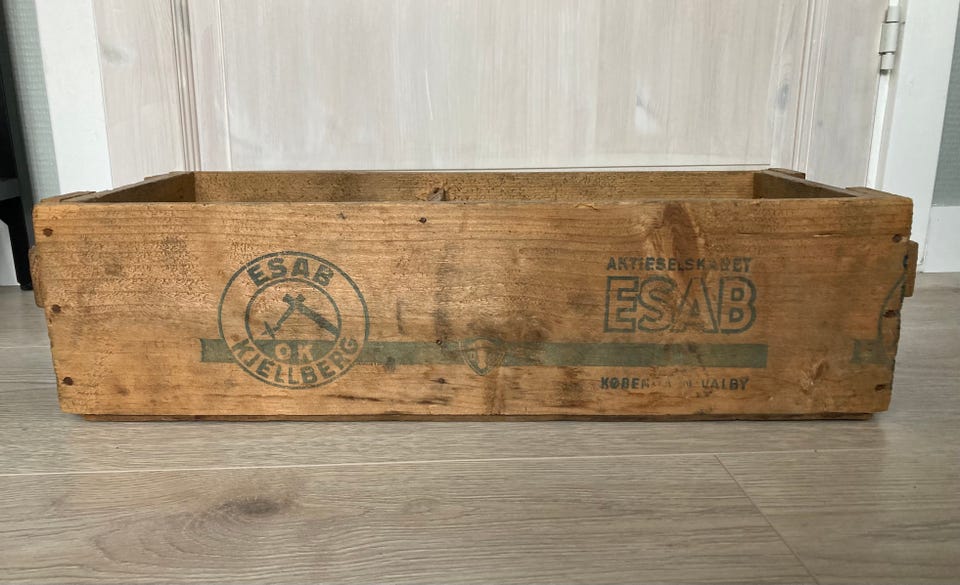 ESAB
OK
KJELLBERG
AKTIESELSKABET
ESAB
VALBY